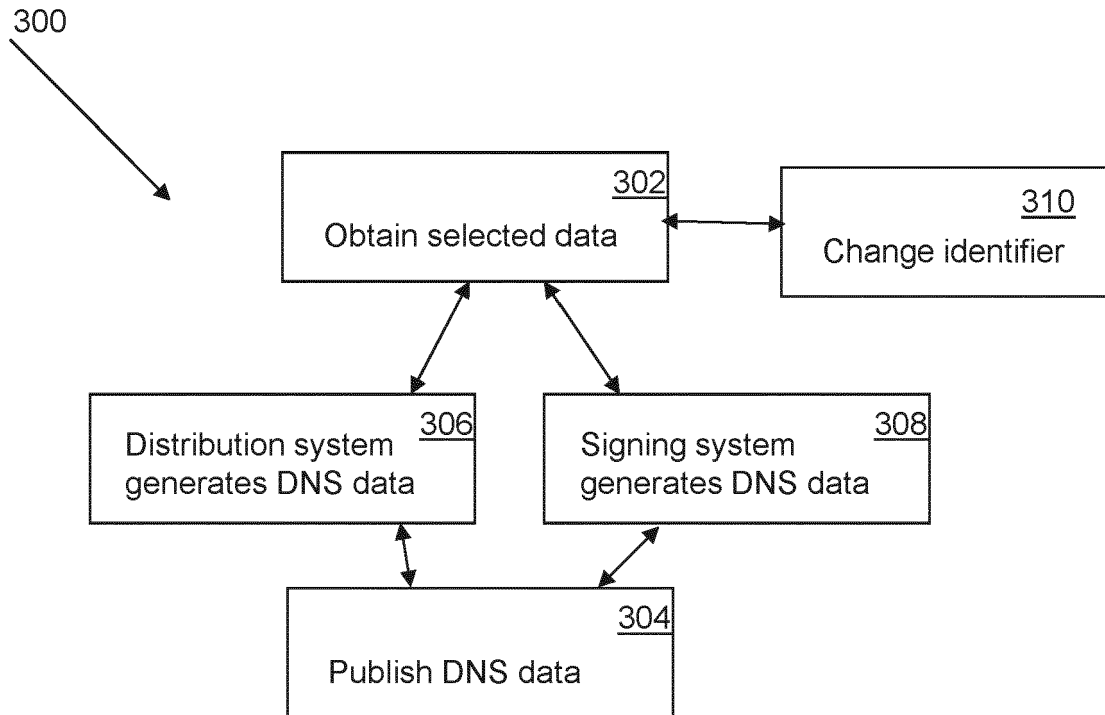 300
302
Obtain selected data
310
Change identifier
306
Distribution system
generates DNS data
308
Signing system
generates DNS data
304
Publish DNS data